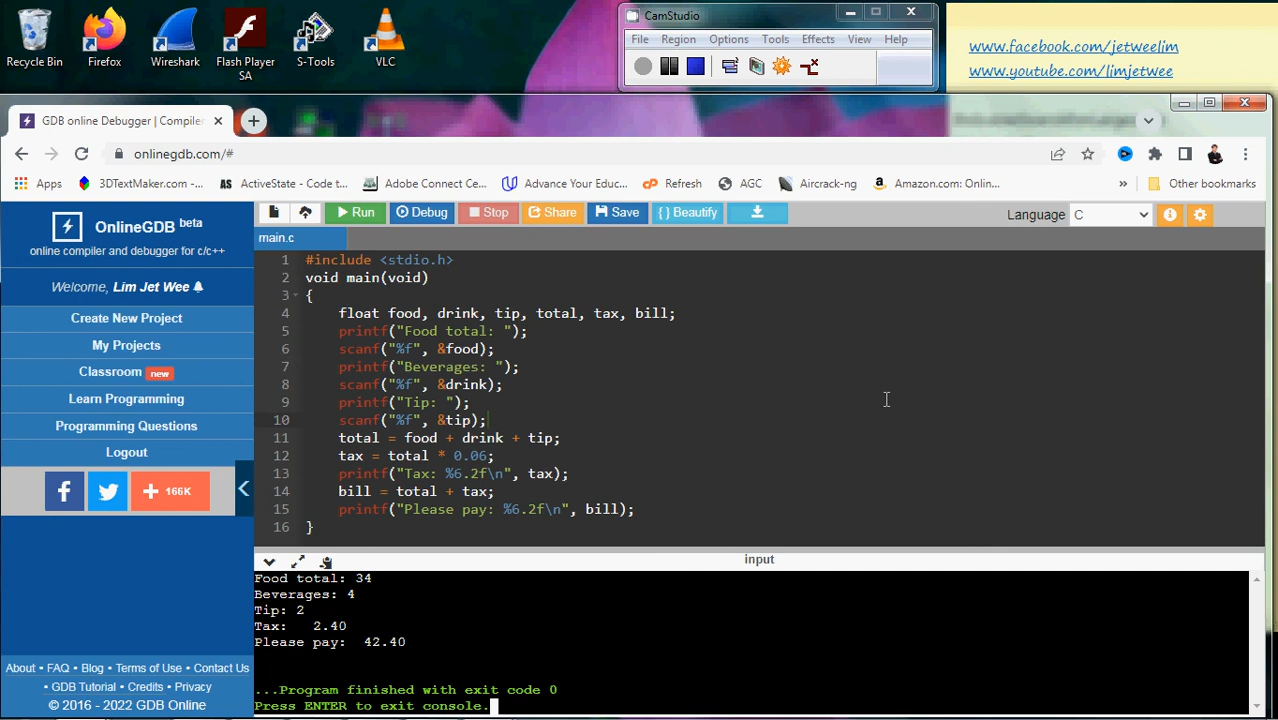 CamStudio
File Region Options Tools Effects View Help
www.facebook.com/jetweelim
www.youtube.com/limjetwee
Recycle Bin
Firefox
Wireshark
Flash Player SA
S-Tools
VLC
GDB online Debugger | Compiler
onlinegdb.com/#
Apps 3DTextMaker.com -... ActiveState - Code t... Adobe Connect Ce... Advance Your Educ... Refresh AGC Aircrack-ng Amazon.com: Onlin... » Other bookmarks
OnlineGDB beta
online compiler and debugger for c/c++
Welcome, Lim Jet Wee
Create New Project
My Projects
Classroom new
Learn Programming
Programming Questions
Logout
166K
About • FAQ • Blog • Terms of Use • Contact Us
• GDB Tutorial • Credits • Privacy
© 2016 - 2022 GDB Online
Run Debug Stop Share Save { } Beautify Language C
main.c
1 #include <stdio.h>
2 void main(void)
3 {
4 float food, drink, tip, total, tax, bill;
5 printf("Food total: ");
6 scanf("%f", &food);
7 printf("Beverages: ");
8 scanf("%f", &drink);
9 printf("Tip: ");
10 scanf("%f", &tip);
11 total = food + drink + tip;
12 tax = total * 0.06;
13 printf("Tax: %6.2f\n", tax);
14 bill = total + tax;
15 printf("Please pay: %6.2f\n", bill);
16 }
input
Food total: 34
Beverages: 4
Tip: 2
Tax: 2.40
Please pay: 42.40
...Program finished with exit code 0
Press ENTER to exit console.